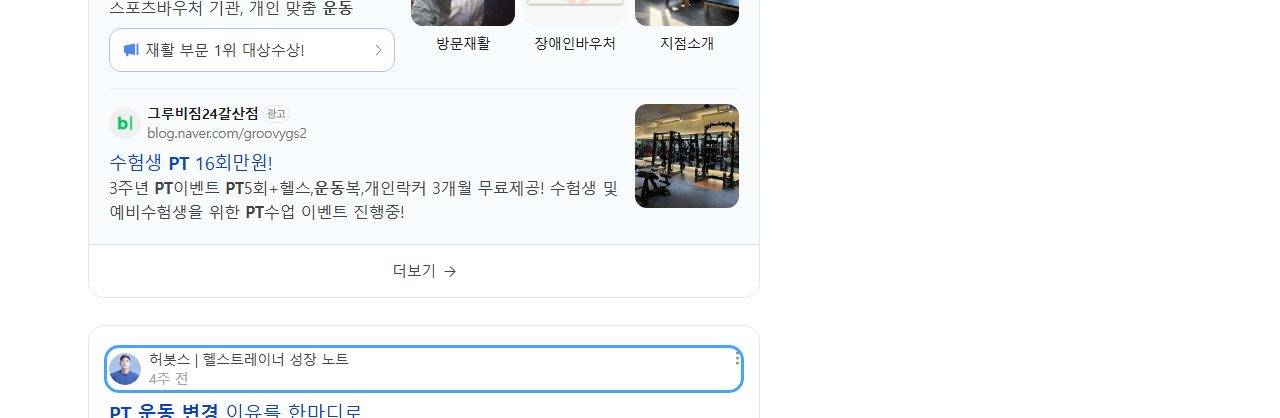 스포츠바우처 기관, 개인 맞춤 운동
재활 부문 1위 대상수상!
방문재활
장애인바우처
지점소개
그루비짐24갈산점 광고
blog.naver.com/groovygs2
수험생 PT 16회만원!
3주년 PT이벤트 PT5회+헬스,운동복,개인락커 3개월 무료제공! 수험생 및
예비수험생을 위한 PT수업 이벤트 진행중!
더보기 →
허봇스 | 헬스트레이너 성장 노트
4주 전
PT 운동 변경 이유를 한마디로